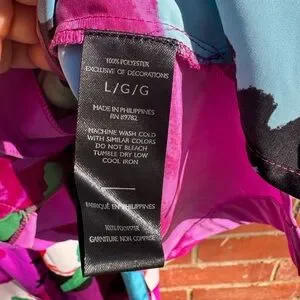 100% POLYESTER
EXCLUSIVE OF DECORATIONS
L/G/G
MADE IN PHILIPPINES
RN 89782
MACHINE WASH COLD
WITH SIMILAR COLORS
DO NOT BLEACH
TUMBLE DRY LOW
COOL IRON
FABRIQUÉ EN PHILIPPINES
100% POLYESTER
GARNITURE NON COMPRISE